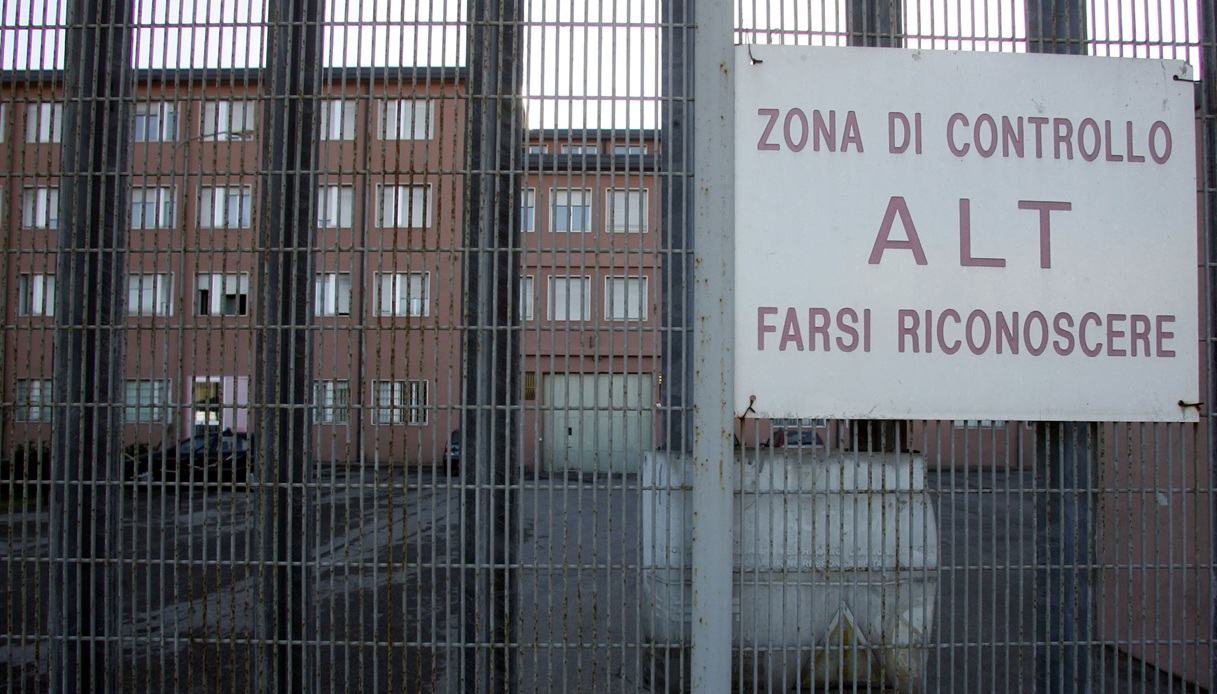 ZONA DI CONTROLLO
ALT
FARSI RICONOSCERE